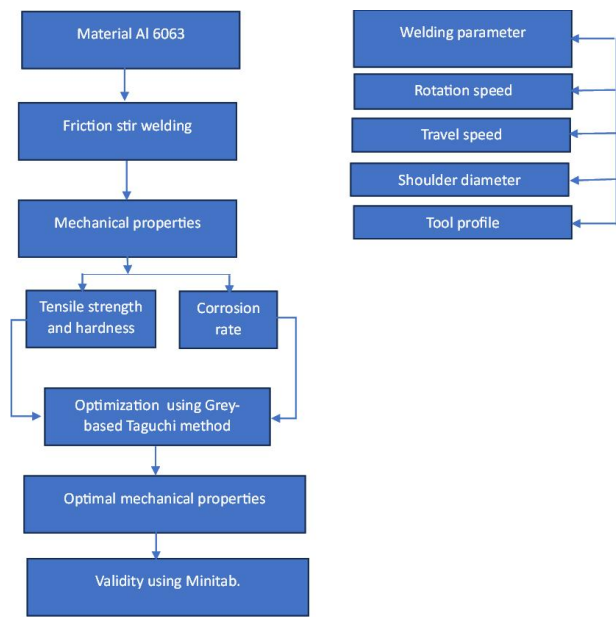 Material Al 6063
Friction stir welding
Mechanical properties
Tensile strength
and hardness
Corrosion
rate
Optimization using Grey-
based Taguchi method
Optimal mechanical properties
Validity using Minitab.
Welding parameter
Rotation speed
Travel speed
Shoulder diameter
Tool profile